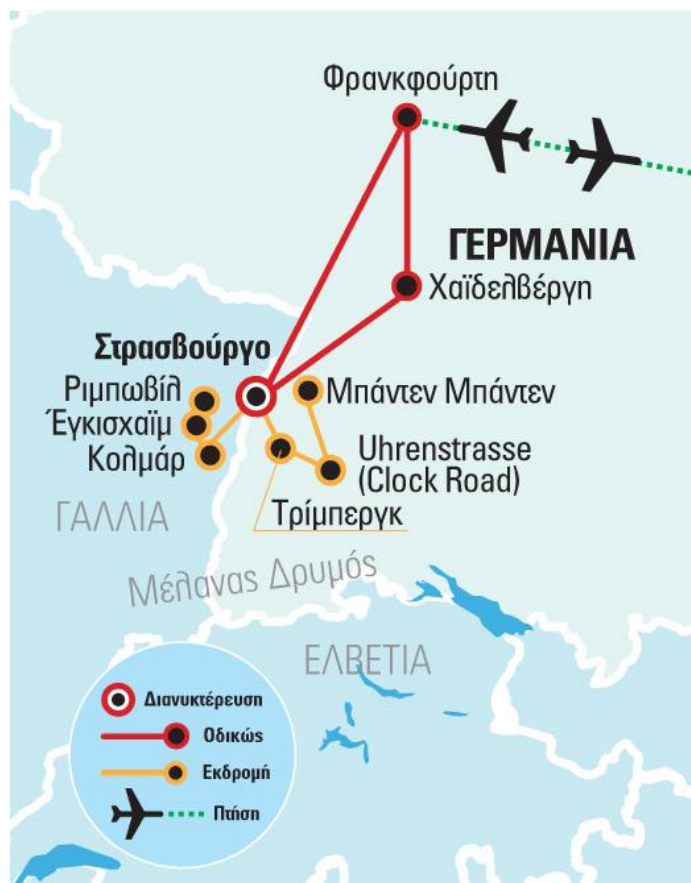 Φρανκφούρτη
ΓΕΡΜΑΝΙΑ
Χαϊδελβέργη
Στρασβούργο
Ριμπωβίλ
Έγκισχαϊμ
Κολμάρ
Μπάντεν Μπάντεν
Uhrenstrasse
(Clock Road)
Τρίμπεργκ
ΓΑΛΛΙΑ
Μέλανας Δρυμός
ΕΛΒΕΤΙΑ
Διανυκτέρευση
Οδικώς
Εκδρομή
Πτήση